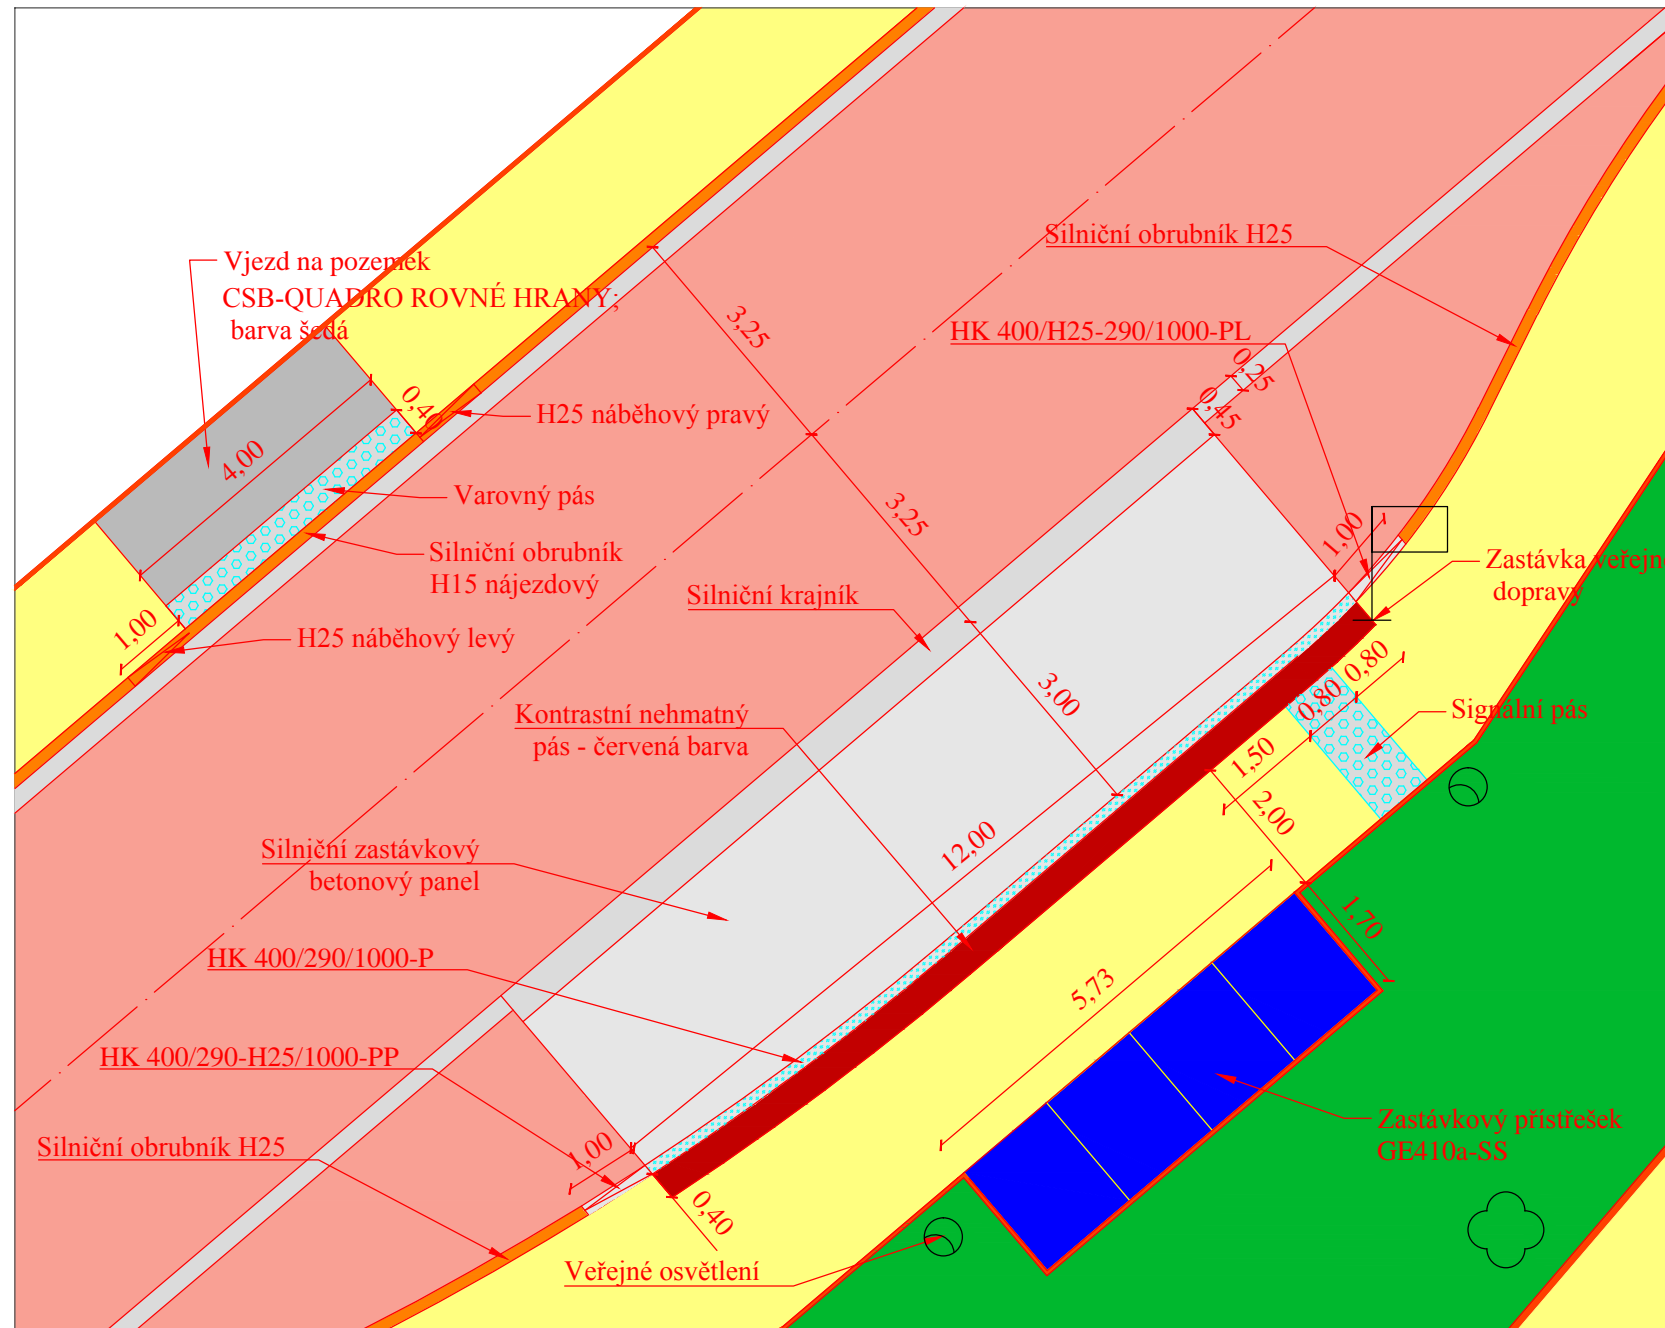 Silniční obrubník H25
Vjezd na pozemek
CSB-QUADRO ROVNÉ HRANY;
barva šedá
3,25
HK 400/H25-290/1000-PL
0,25
0,40
0,45
H25 náběhový pravý
4,00
Varovný pás
3,25
1,00
Silniční obrubník
H15 nájezdový
Zastávka veřejn
dopravy
Silniční krajník
1,00
H25 náběhový levý
0,80
3,00
0,80
Signální pás
Kontrastní nehmatný
pás - červená barva
1,50
2,00
12,00
Silniční zastávkový
betonový panel
1,70
HK 400/290/1000-P
5,73
HK 400/290-H25/1000-PP
Zastávkový přístřešek
GE410a-SS
Silniční obrubník H25
1,00
0,40
Veřejné osvětlení